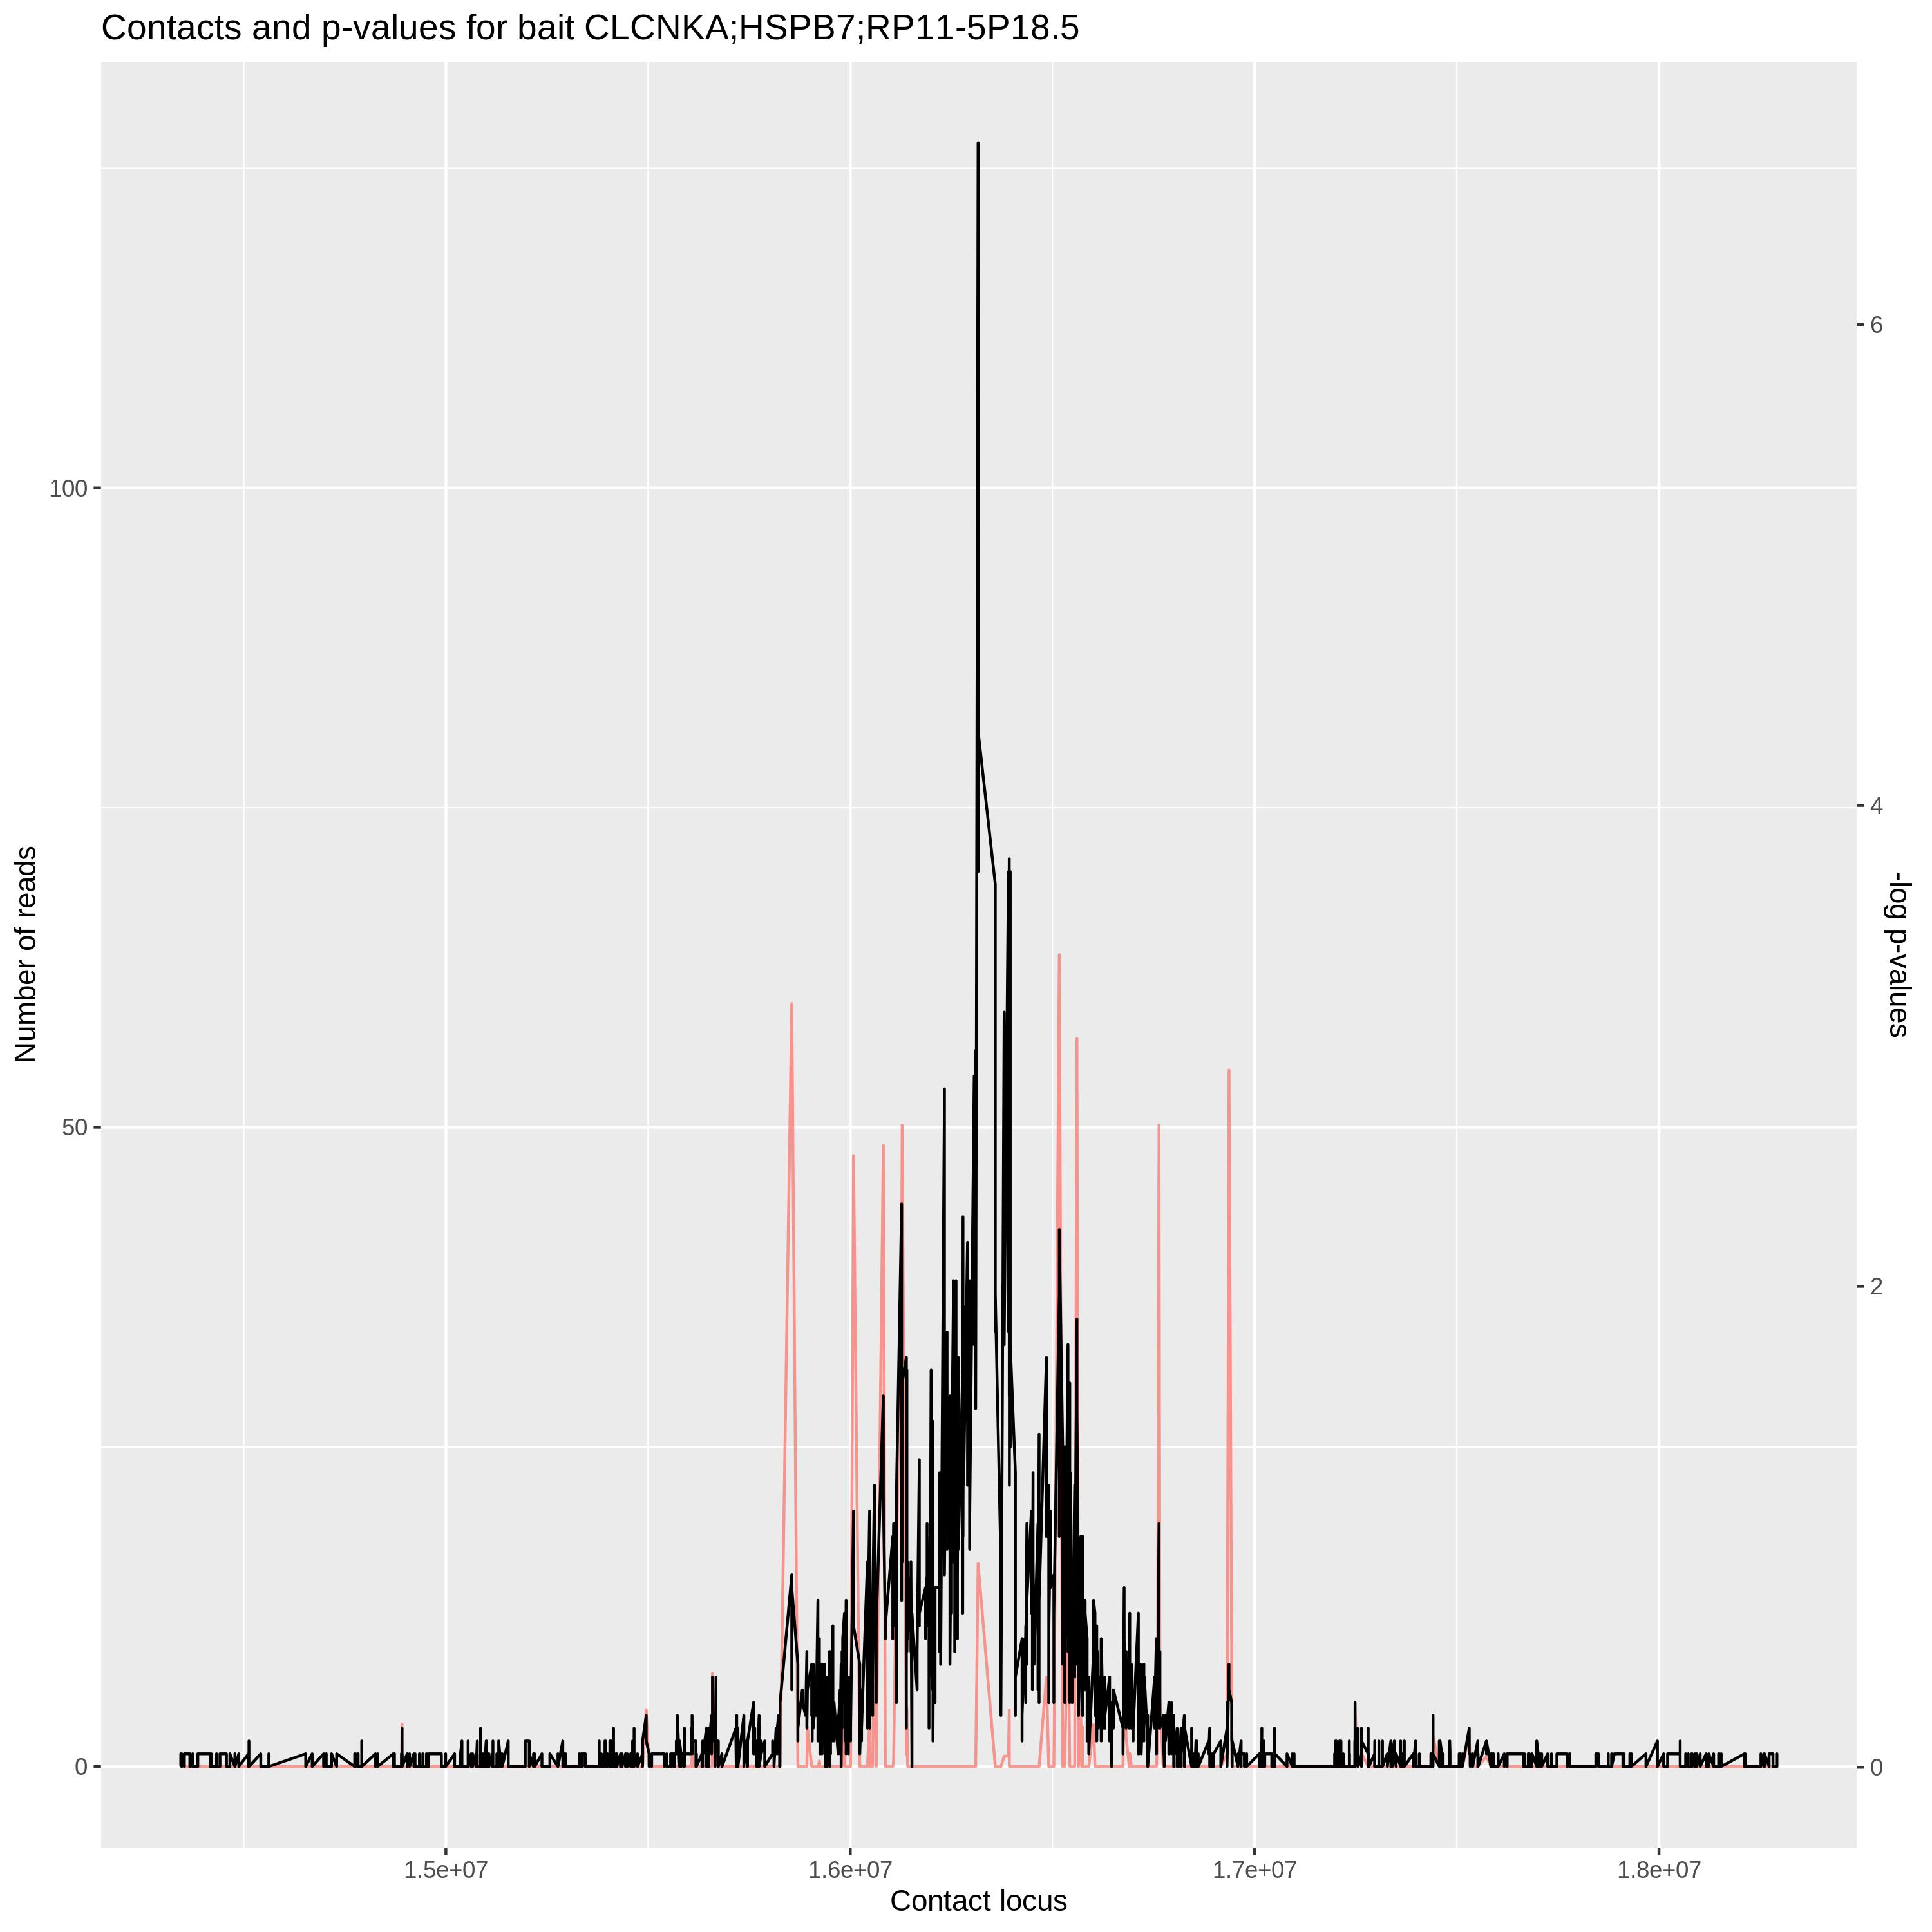 Contacts and p-values for bait CLCNKA;HSPB7;RP11-5P18.5
Number of reads
100
50
0
6
4
2
0
-log p-values
1.5e+07
1.6e+07
1.7e+07
1.8e+07
Contact locus